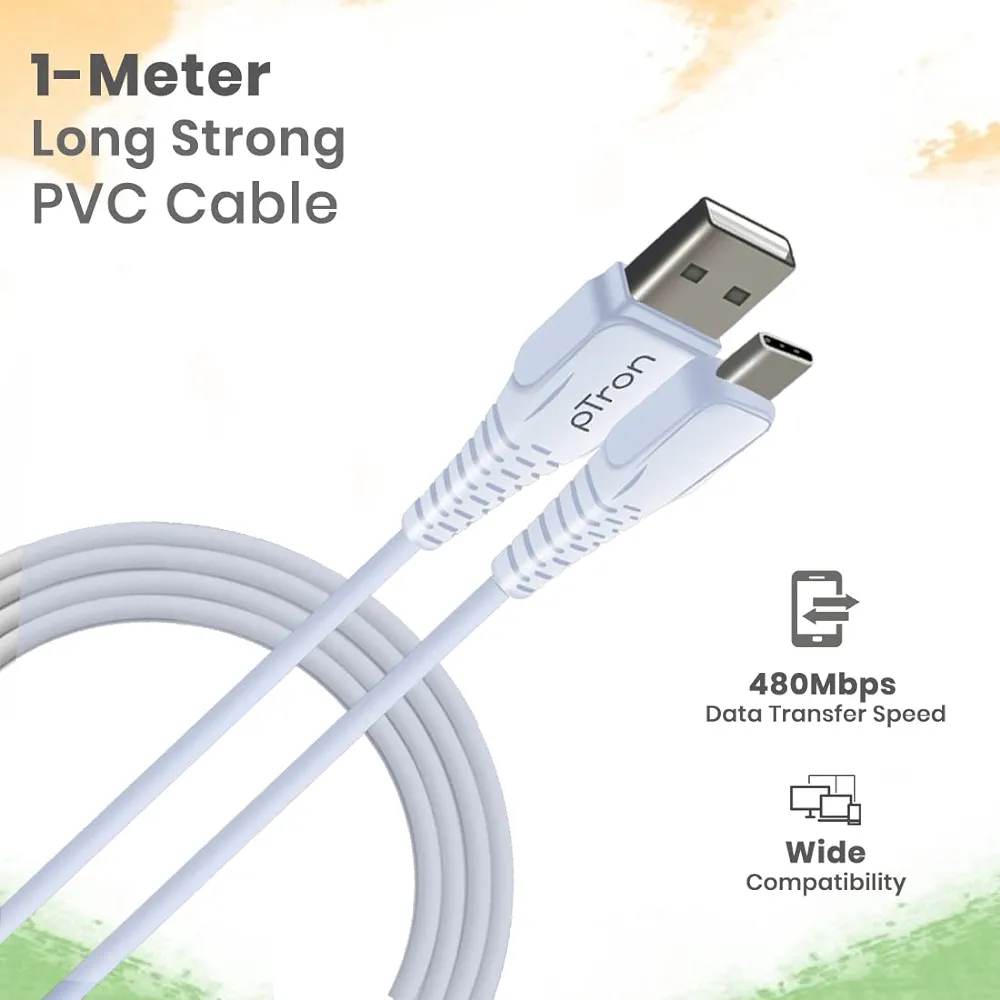 1-Meter
Long Strong
PVC Cable
pTron
480Mbps
Data Transfer Speed
Wide
Compatibility